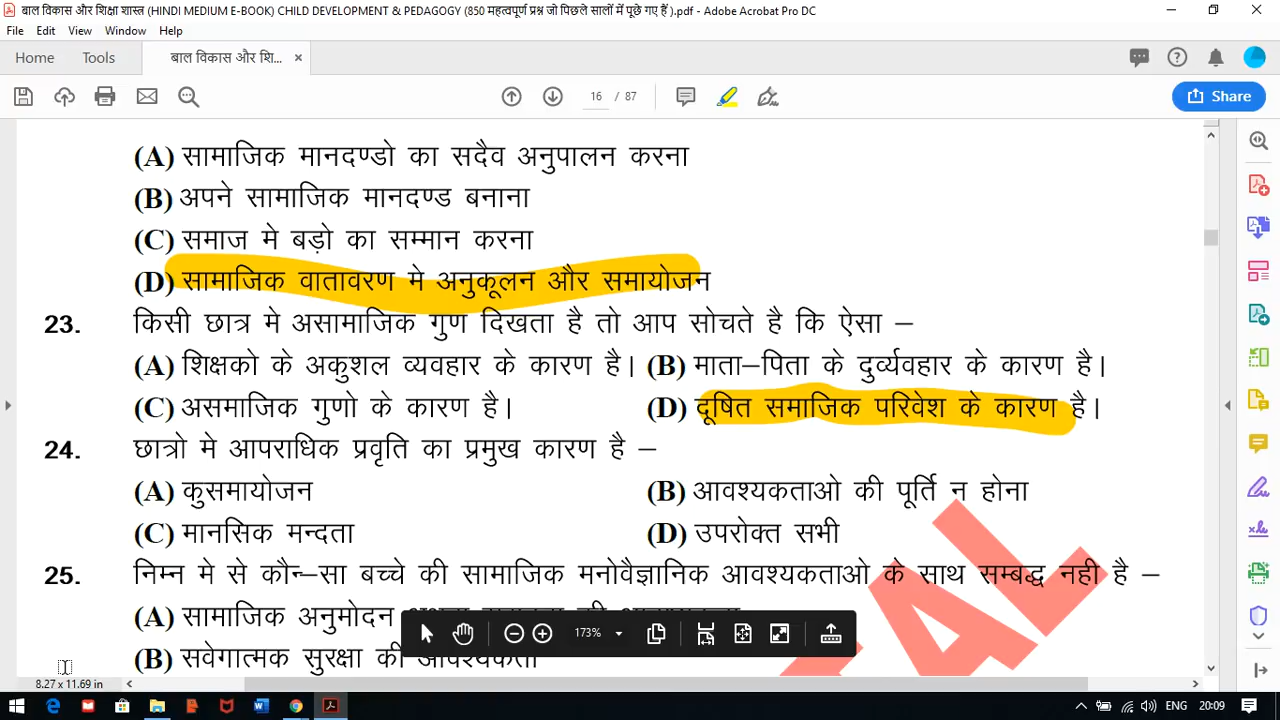 बाल विकास और शिक्षा शास्त्र (HINDI MEDIUM E-BOOK) CHILD DEVELOPMENT & PEDAGOGY (850 महत्वपूर्ण प्रश्न जो पिछले सालों में पूछे गए हैं ).pdf - Adobe Acrobat Pro DC
File Edit View Window Help
Home Tools बाल विकास और शि... ×
16 / 87 Share
(A) सामाजिक मानदण्डो का सदैव अनुपालन करना
(B) अपने सामाजिक मानदण्ड बनाना
(C) समाज मे बड़ो का सम्मान करना
(D) सामाजिक वातावरण मे अनुकूलन और समायोजन
23. किसी छात्र मे असामाजिक गुण दिखता है तो आप सोचते है कि ऐसा –
(A) शिक्षको के अकुशल व्यवहार के कारण है। (B) माता–पिता के दुर्व्यवहार के कारण है।
(C) असमाजिक गुणो के कारण है। (D) दूषित समाजिक परिवेश के कारण है।
24. छात्रो मे आपराधिक प्रवृति का प्रमुख कारण है –
(A) कुसमायोजन (B) आवश्यकताओ की पूर्ति न होना
(C) मानसिक मन्दता (D) उपरोक्त सभी
25. निम्न मे से कौन–सा बच्चे की सामाजिक मनोवैज्ञानिक आवश्यकताओ के साथ सम्बद्ध नही है –
(A) सामाजिक अनुमोदन
173%
(B) सवेगात्मक सुरक्षा की आवश्यकता
8.27 x 11.69 in
ENG 20:09